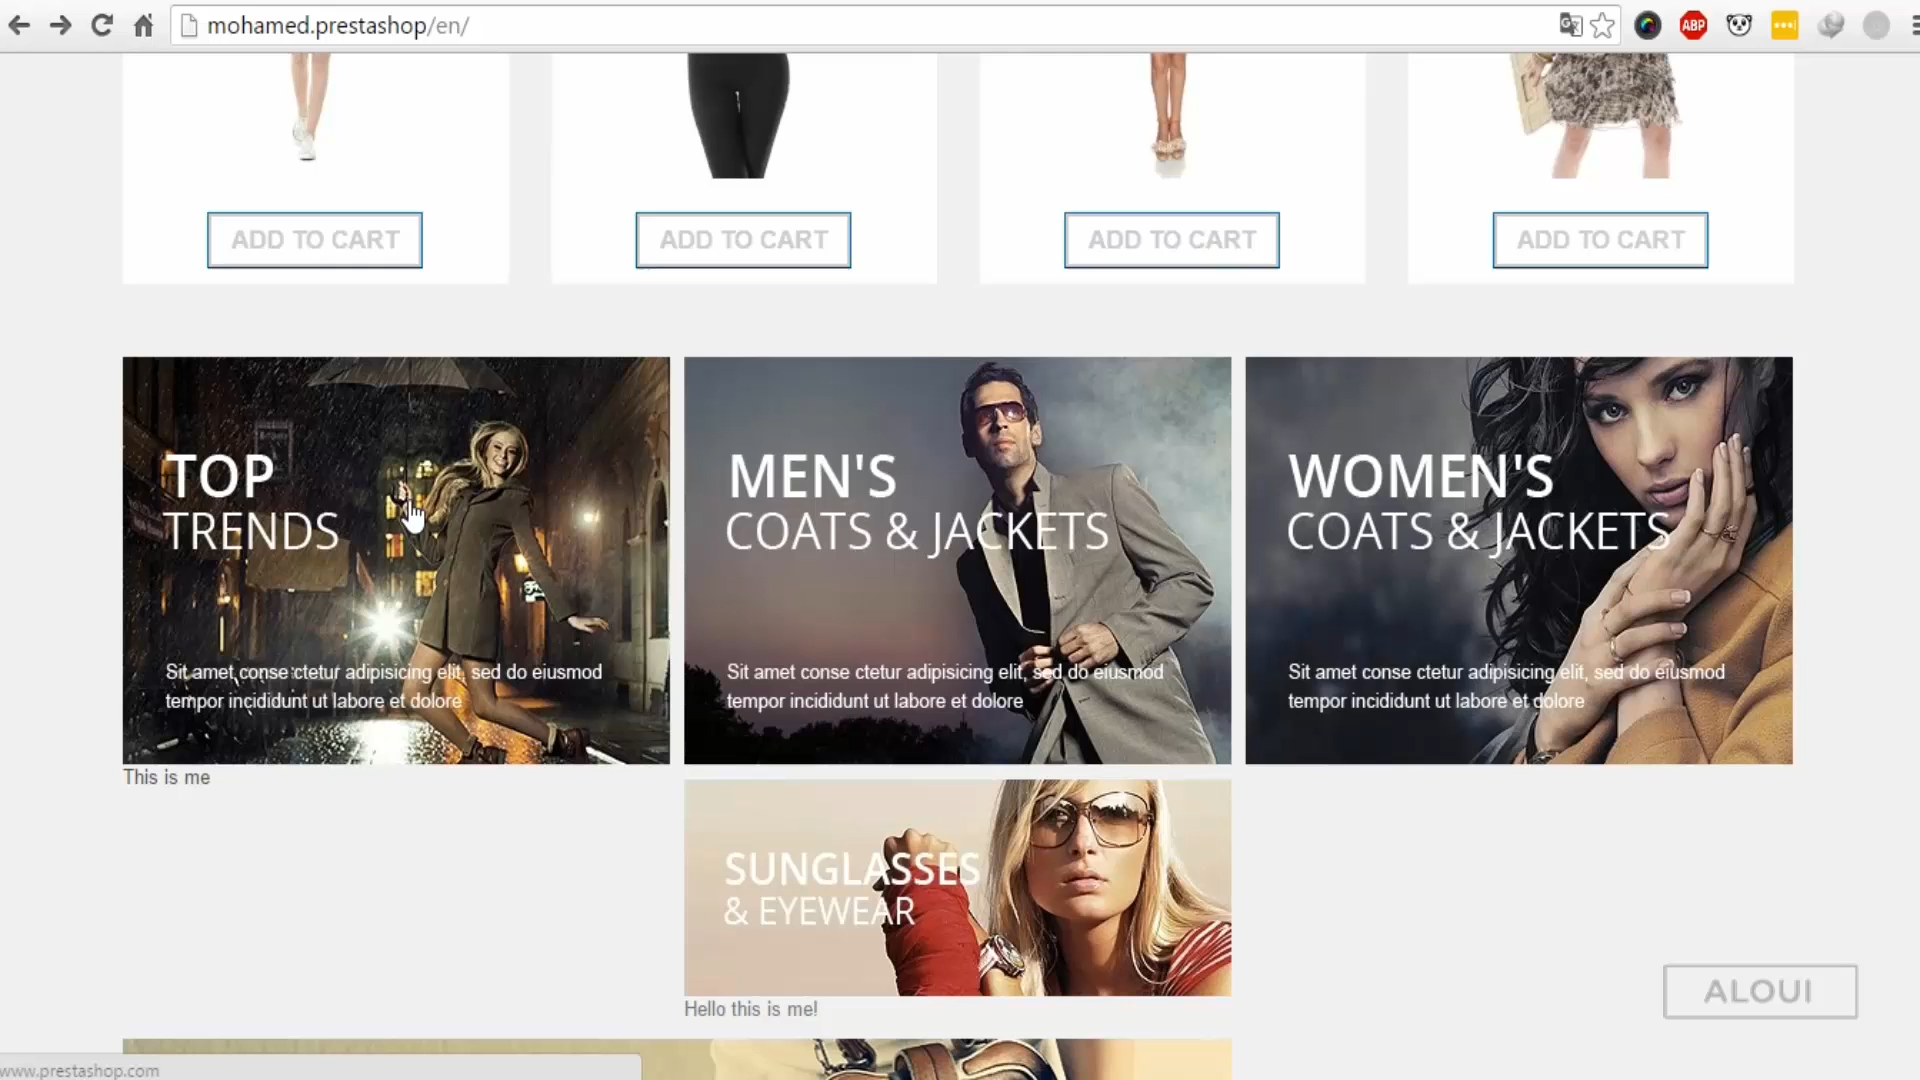 mohamed.prestashop/en/
ABP
ADD TO CART
ADD TO CART
ADD TO CART
ADD TO CART
TOP
TRENDS
Sit amet conse ctetur adipisicing elit, sed do eiusmod
tempor incididunt ut labore et dolore
MEN'S
COATS & JACKETS
Sit amet conse ctetur adipisicing elit, sed do eiusmod
tempor incididunt ut labore et dolore
WOMEN'S
COATS & JACKETS
Sit amet conse ctetur adipisicing elit, sed do eiusmod
tempor incididunt ut labore et dolore
This is me
SUNGLASSES
& EYEWEAR
Hello this is me!
ALOUI
www.prestashop.com